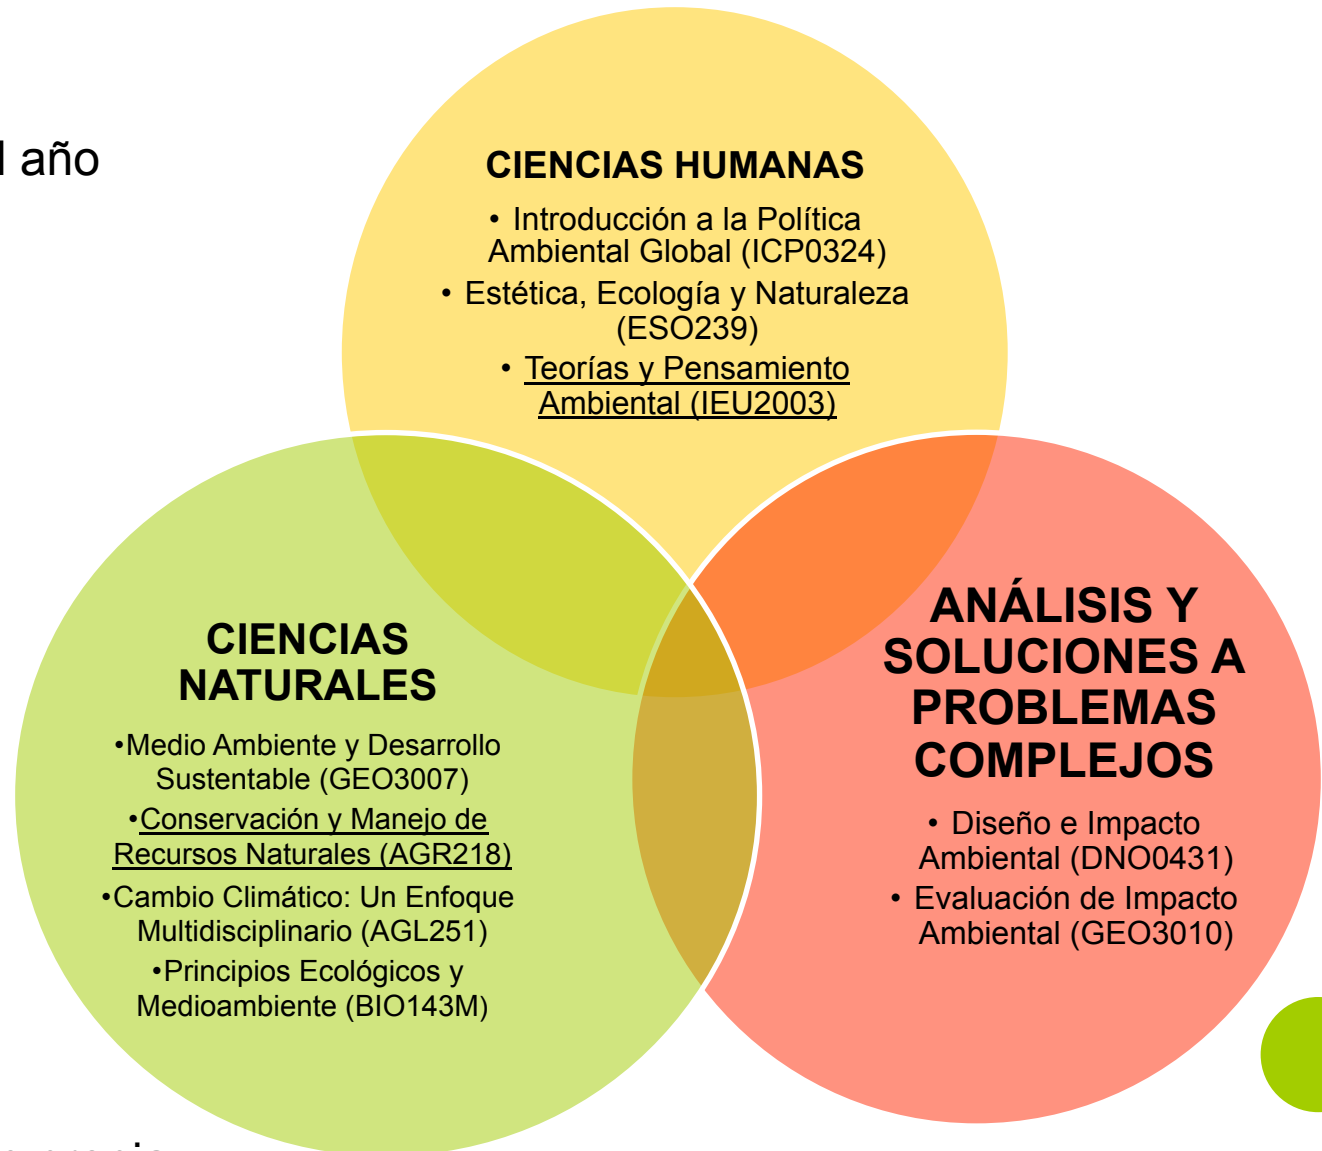 año
CIENCIAS HUMANAS
• Introducción a la Política
Ambiental Global (ICP0324)
• Estética, Ecología y Naturaleza
(ESO239)
• Teorías y Pensamiento
Ambiental (IEU2003)
CIENCIAS
NATURALES
•Medio Ambiente y Desarrollo
Sustentable (GEO3007)
•Conservación y Manejo de
Recursos Naturales (AGR218)
•Cambio Climático: Un Enfoque
Multidisciplinario (AGL251)
•Principios Ecológicos y
Medioambiente (BIO143M)
ANÁLISIS Y
SOLUCIONES A
PROBLEMAS
COMPLEJOS
• Diseño e Impacto
Ambiental (DNO0431)
• Evaluación de Impacto
Ambiental (GEO3010)